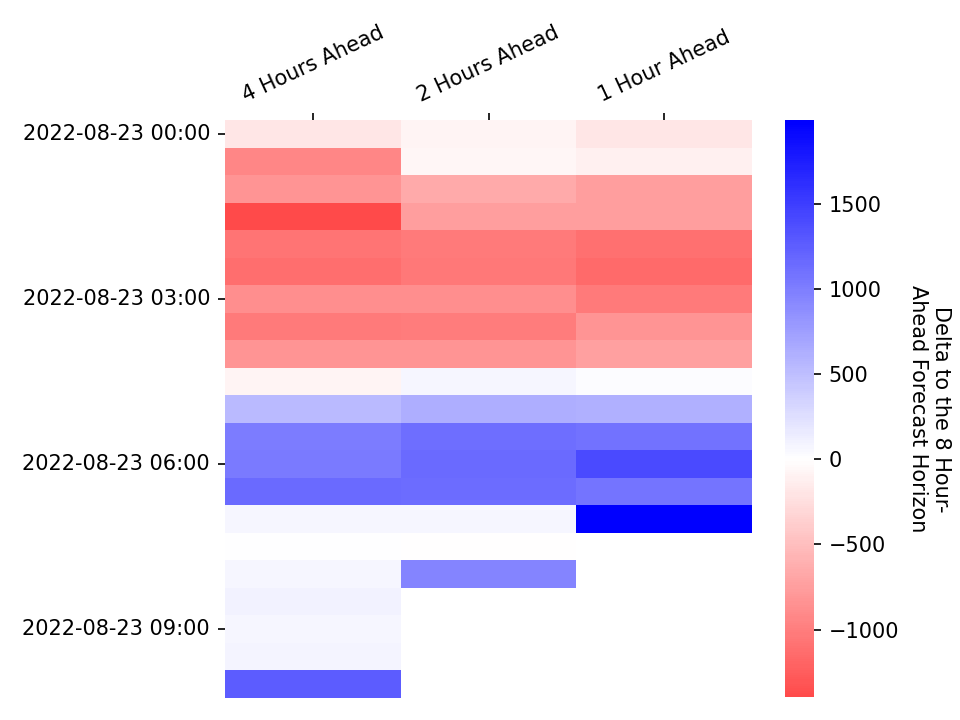 4 Hours Ahead
2 Hours Ahead
1 Hour Ahead
2022-08-23 00:00
2022-08-23 03:00
2022-08-23 06:00
2022-08-23 09:00
1500
1000
500
0
−500
−1000
Delta to the 8 Hour-
Ahead Forecast Horizon